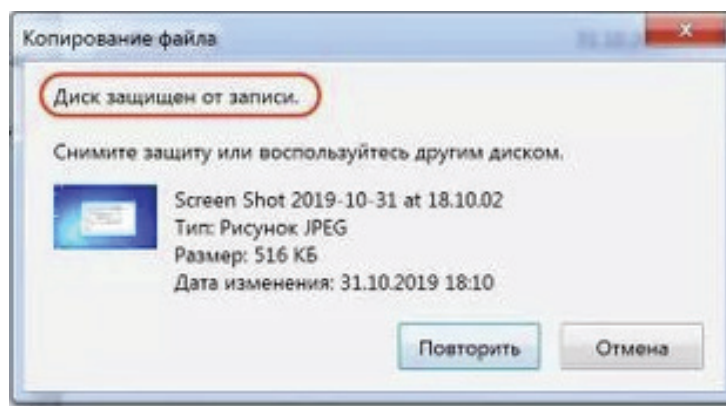 Копирование файла
Диск защищен от записи.
Снимите защиту или воспользуйтесь другим диском.
Screen Shot 2019-10-31 at 18.10.02
Тип: Рисунок JPEG
Размер: 516 КБ
Дата изменения: 31.10.2019 18:10
Повторить
Отмена